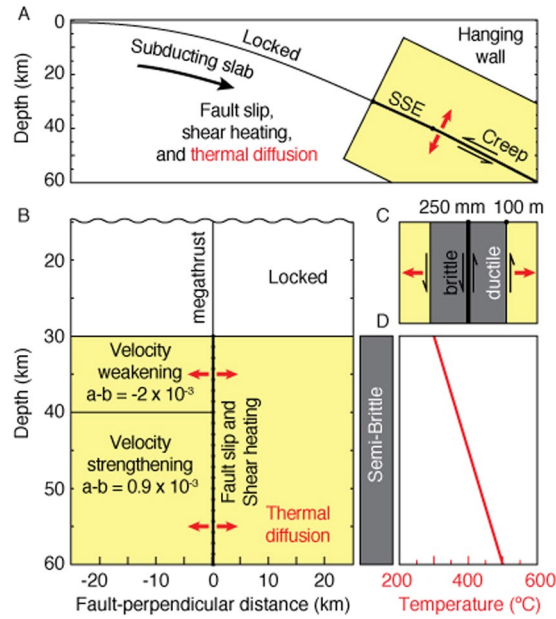 A
0
20
40
60
Depth (km)
Locked
Subducting slab
Fault slip,
shear heating,
and thermal diffusion
Hanging
wall
SSE
Creep
B
20
30
40
50
60
Depth (km)
megathrust
Locked
Velocity
weakening
a-b = -2 x 10⁻³
Velocity
strengthening
a-b = 0.9 x 10⁻³
Fault slip and
Shear heating
Thermal
diffusion
-20
-10
0
10
20
Fault-perpendicular distance (km)
C
250 mm
100 m
brittle
ductile
D
Semi-Brittle
200
400
600
Temperature (ºC)